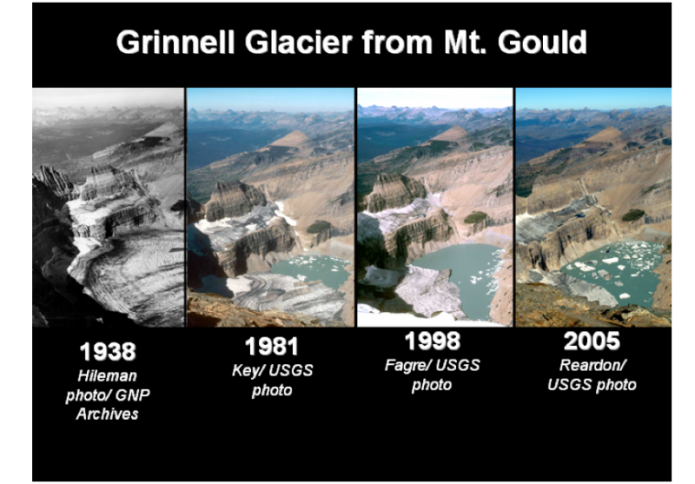 Grinnell Glacier from Mt. Gould
1938
Hileman
photo/ GNP
Archives
1981
Key/ USGS
photo
1998
Fagre/ USGS
photo
2005
Reardon/
USGS photo